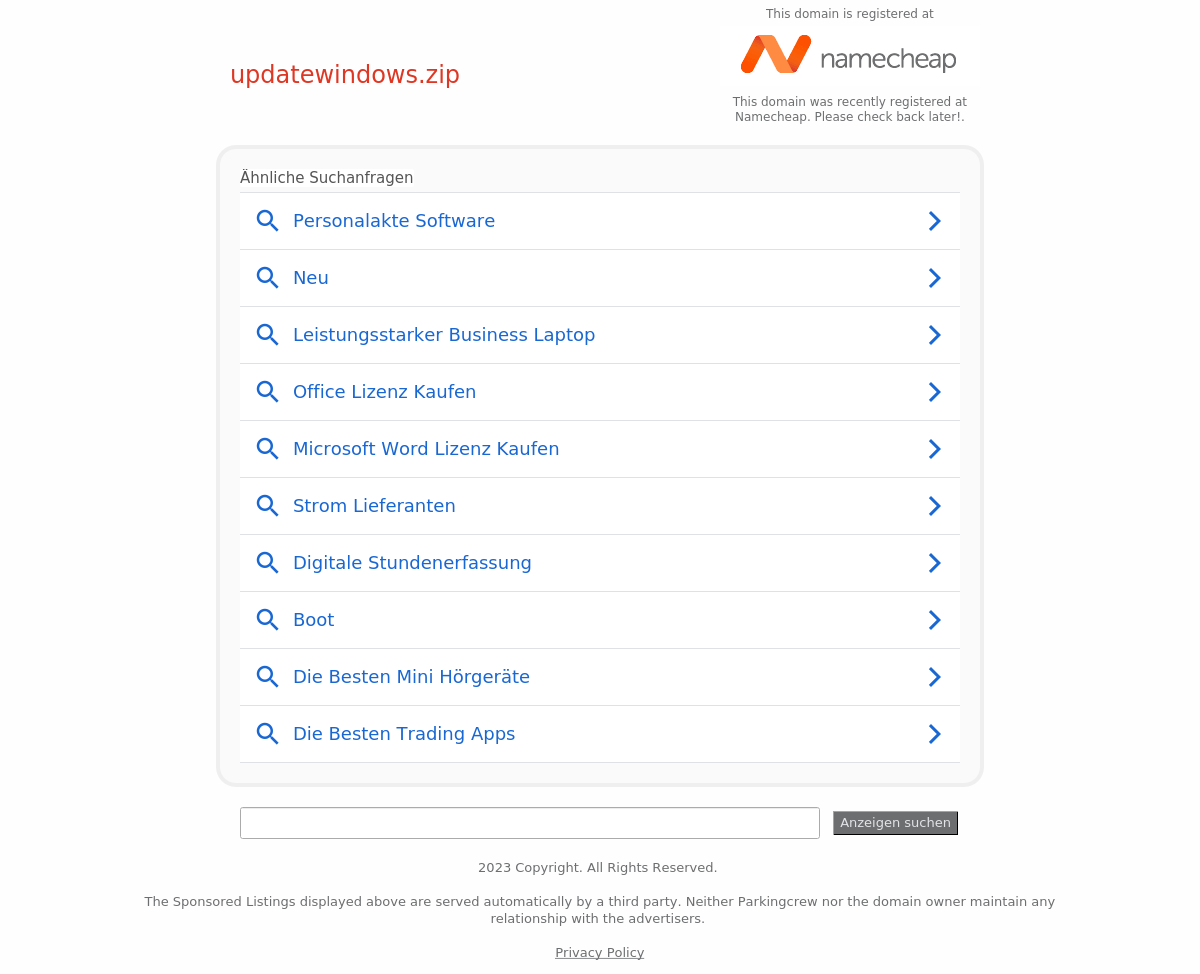 This domain is registered at
namecheap
updatewindows.zip
This domain was recently registered at
Namecheap. Please check back later!.
Ähnliche Suchanfragen
Personalakte Software
Neu
Leistungsstarker Business Laptop
Office Lizenz Kaufen
Microsoft Word Lizenz Kaufen
Strom Lieferanten
Digitale Stundenerfassung
Boot
Die Besten Mini Hörgeräte
Die Besten Trading Apps
Anzeigen suchen
2023 Copyright. All Rights Reserved.
The Sponsored Listings displayed above are served automatically by a third party. Neither Parkingcrew nor the domain owner maintain any
relationship with the advertisers.
Privacy Policy